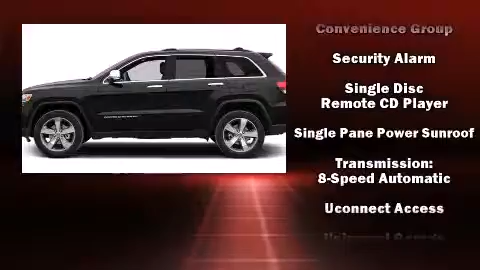 Convenience Group
Security Alarm
Single Disc
Remote CD Player
Single Pane Power Sunroof
Transmission:
8-Speed Automatic
Uconnect Access